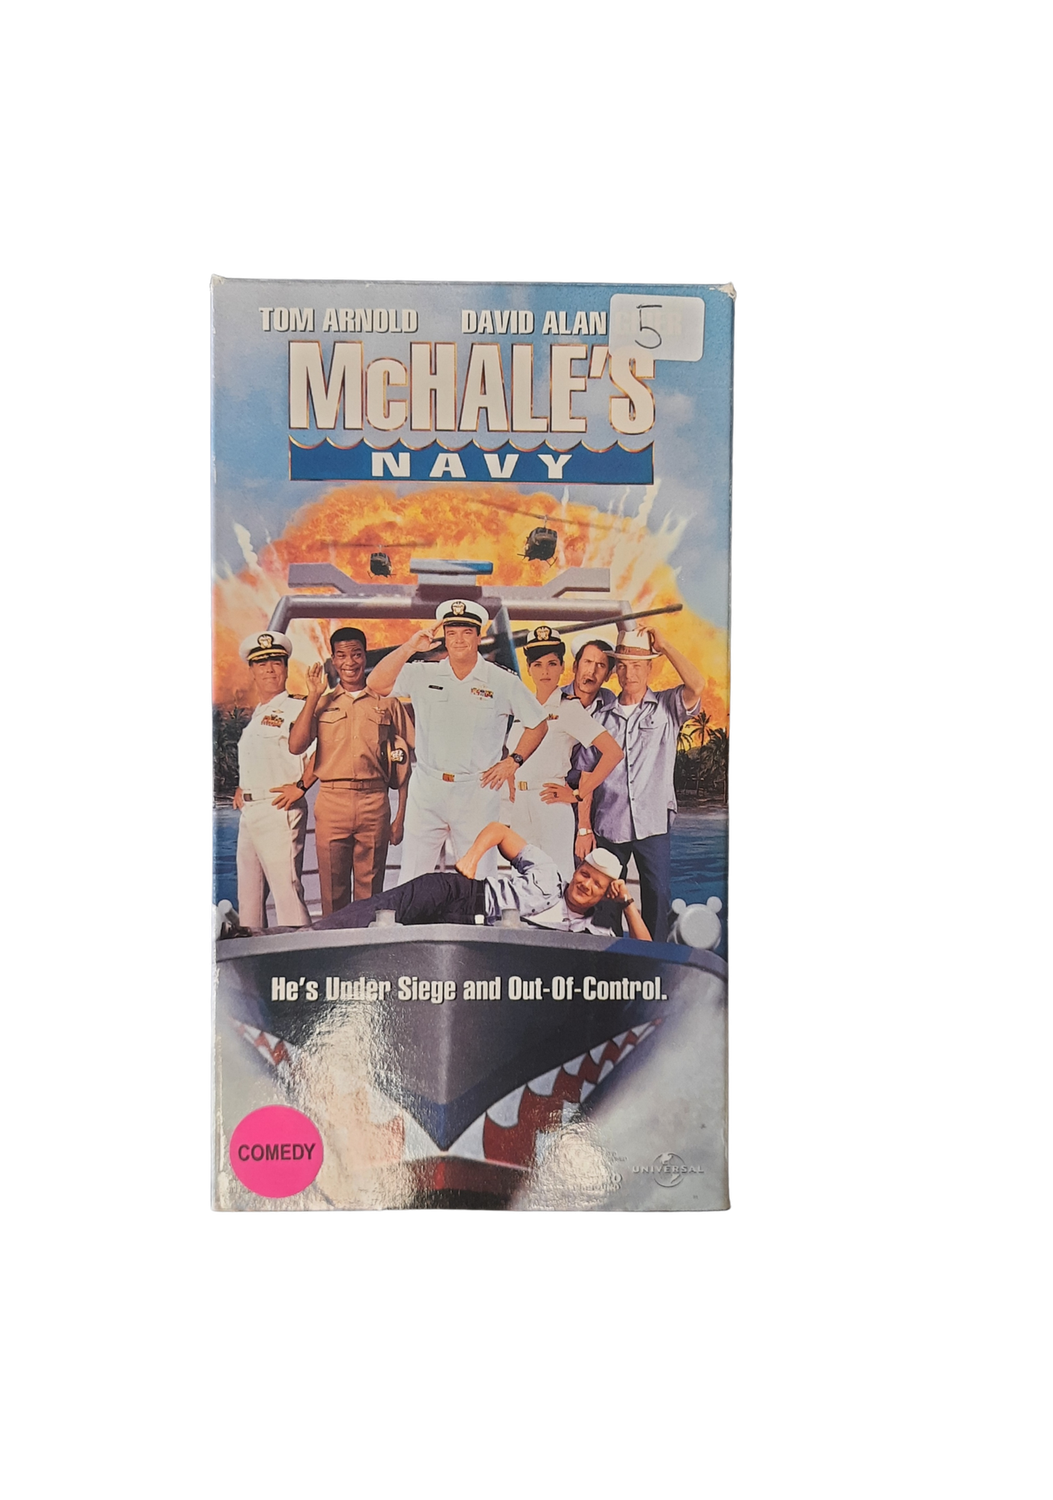 TOM ARNOLD DAVID ALAN
5
McHALE'S
NAVY
He's Under Siege and Out-Of-Control.
COMEDY
UNIVERSAL